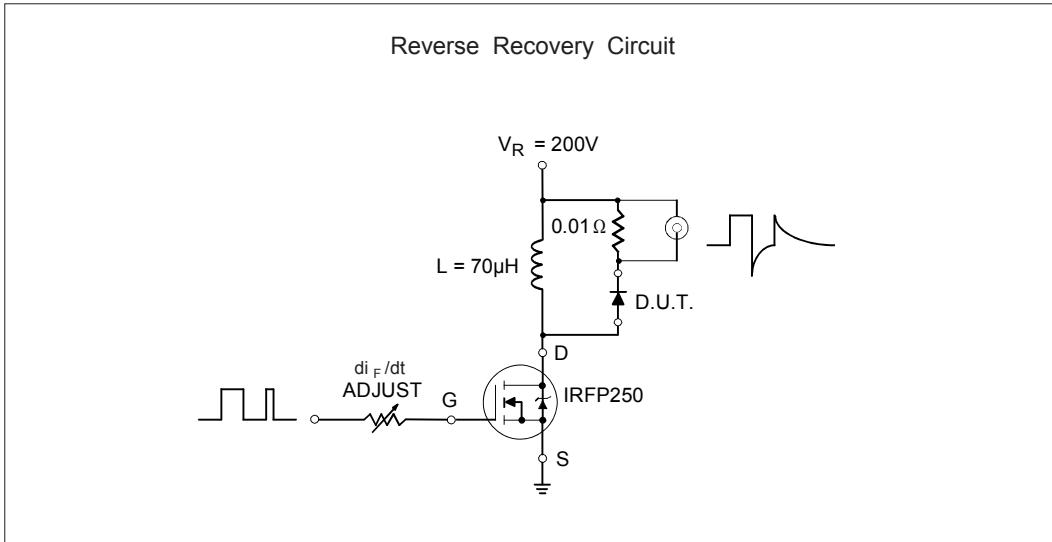 Reverse Recovery Circuit
V_R = 200V
0.01 Ω
L = 70µH
D.U.T.
di_F/dt
ADJUST
D
G
IRFP250
S